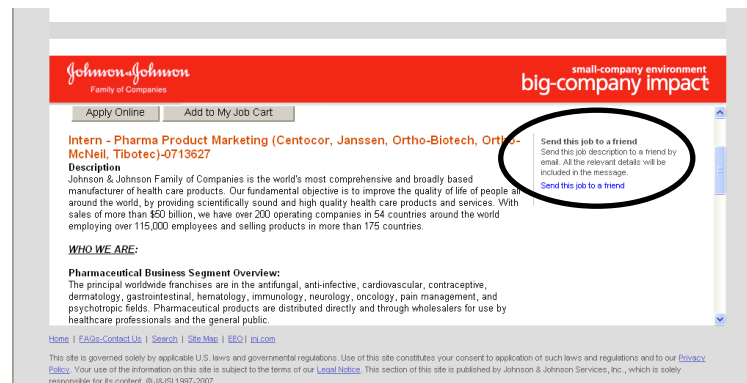 Johnson & Johnson
Family of Companies
small-company environment
big-company impact
Apply Online
Add to My Job Cart
Intern - Pharma Product Marketing (Centocor, Janssen, Ortho-Biotech, Ortho-
McNeil, Tibotec)-0713627
Description
Johnson & Johnson Family of Companies is the world's most comprehensive and broadly based
manufacturer of health care products. Our fundamental objective is to improve the quality of life of people all
around the world, by providing scientifically sound and high quality health care products and services. With
sales of more than $50 billion, we have over 200 operating companies in 54 countries around the world
employing over 115,000 employees and selling products in more than 175 countries.
WHO WE ARE:
Pharmaceutical Business Segment Overview:
The principal worldwide franchises are in the antifungal, anti-infective, cardiovascular, contraceptive,
dermatology, gastrointestinal, hematology, immunology, neurology, oncology, pain management, and
psychotropic fields. Pharmaceutical products are distributed directly and through wholesalers for use by
healthcare professionals and the general public.
Send this job to a friend
Send this job description to a friend by
email. All the relevant details will be
included in the message.
Send this job to a friend
Home | FAQs-Contact Us | Search | Site Map | EEO | jnj.com
This site is governed solely by applicable U.S. laws and governmental regulations. Use of this site constitutes your consent to application of such laws and regulations and to our Privacy
Policy. Your use of the information on this site is subject to the terms of our Legal Notice. This section of this site is published by Johnson & Johnson Services, Inc., which is solely
responsible for its content. © J&JSI 1997-2007